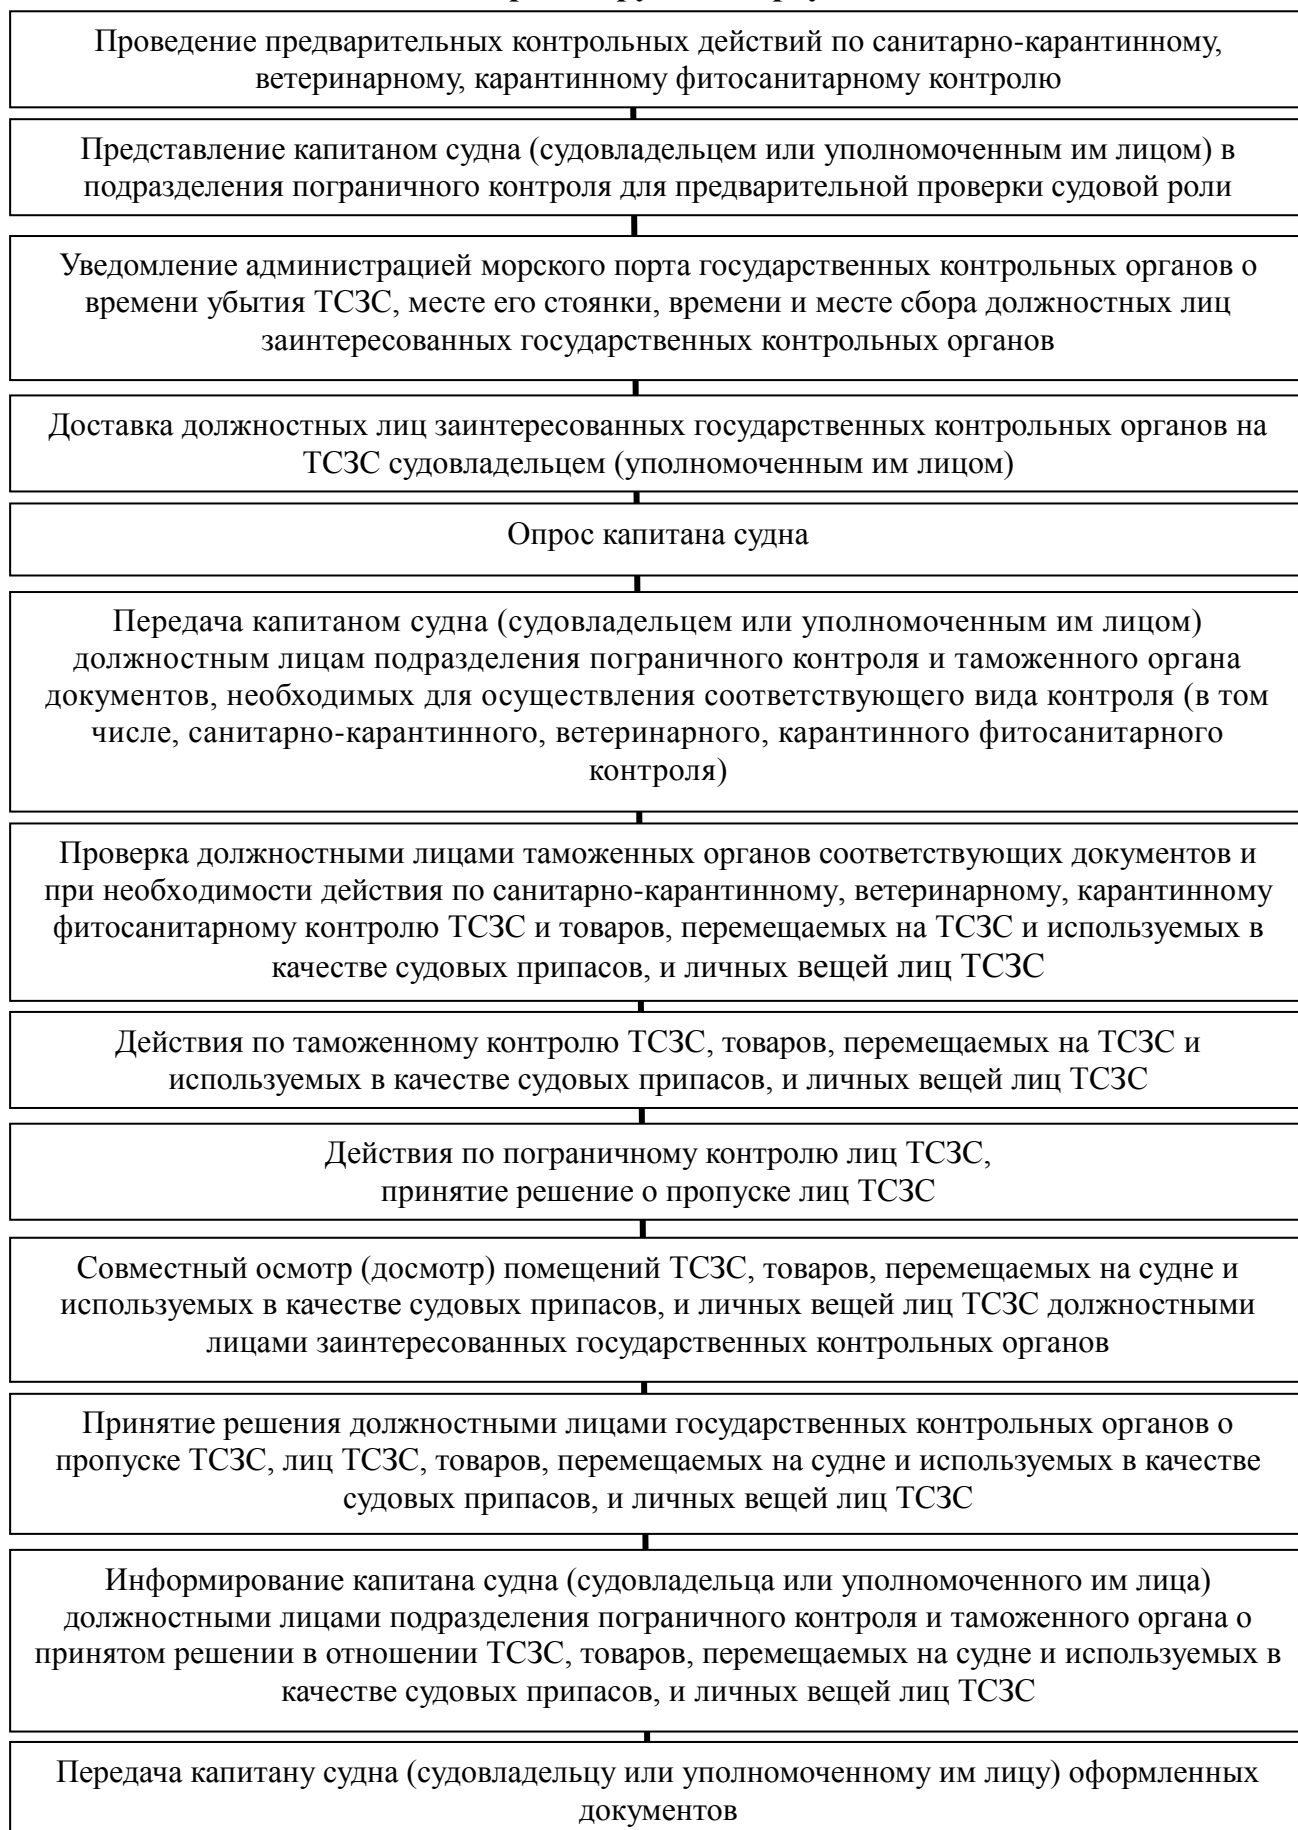 Проведение предварительных контрольных действий по санитарно-карантинному,
ветеринарному, карантинному фитосанитарному контролю
Представление капитаном судна (судовладельцем или уполномоченным им лицом) в
подразделения пограничного контроля для предварительной проверки судовой роли
Уведомление администрацией морского порта государственных контрольных органов о
времени убытия ТСЗС, месте его стоянки, времени и месте сбора должностных лиц
заинтересованных государственных контрольных органов
Доставка должностных лиц заинтересованных государственных контрольных органов на
ТСЗС судовладельцем (уполномоченным им лицом)
Опрос капитана судна
Передача капитаном судна (судовладельцем или уполномоченным им лицом)
должностным лицам подразделения пограничного контроля и таможенного органа
документов, необходимых для осуществления соответствующего вида контроля (в том
числе, санитарно-карантинного, ветеринарного, карантинного фитосанитарного
контроля)
Проверка должностными лицами таможенных органов соответствующих документов и
при необходимости действия по санитарно-карантинному, ветеринарному, карантинному
фитосанитарному контролю ТСЗС и товаров, перемещаемых на ТСЗС и используемых в
качестве судовых припасов, и личных вещей лиц ТСЗС
Действия по таможенному контролю ТСЗС, товаров, перемещаемых на ТСЗС и
используемых в качестве судовых припасов, и личных вещей лиц ТСЗС
Действия по пограничному контролю лиц ТСЗС,
принятие решение о пропуске лиц ТСЗС
Совместный осмотр (досмотр) помещений ТСЗС, товаров, перемещаемых на судне и
используемых в качестве судовых припасов, и личных вещей лиц ТСЗС должностными
лицами заинтересованных государственных контрольных органов
Принятие решения должностными лицами государственных контрольных органов о
пропуске ТСЗС, лиц ТСЗС, товаров, перемещаемых на судне и используемых в качестве
судовых припасов, и личных вещей лиц ТСЗС
Информирование капитана судна (судовладельца или уполномоченного им лица)
должностными лицами подразделения пограничного контроля и таможенного органа о
принятом решении в отношении ТСЗС, товаров, перемещаемых на судне и используемых в
качестве судовых припасов, и личных вещей лиц ТСЗС
Передача капитану судна (судовладельцу или уполномоченному им лицу) оформленных
документов